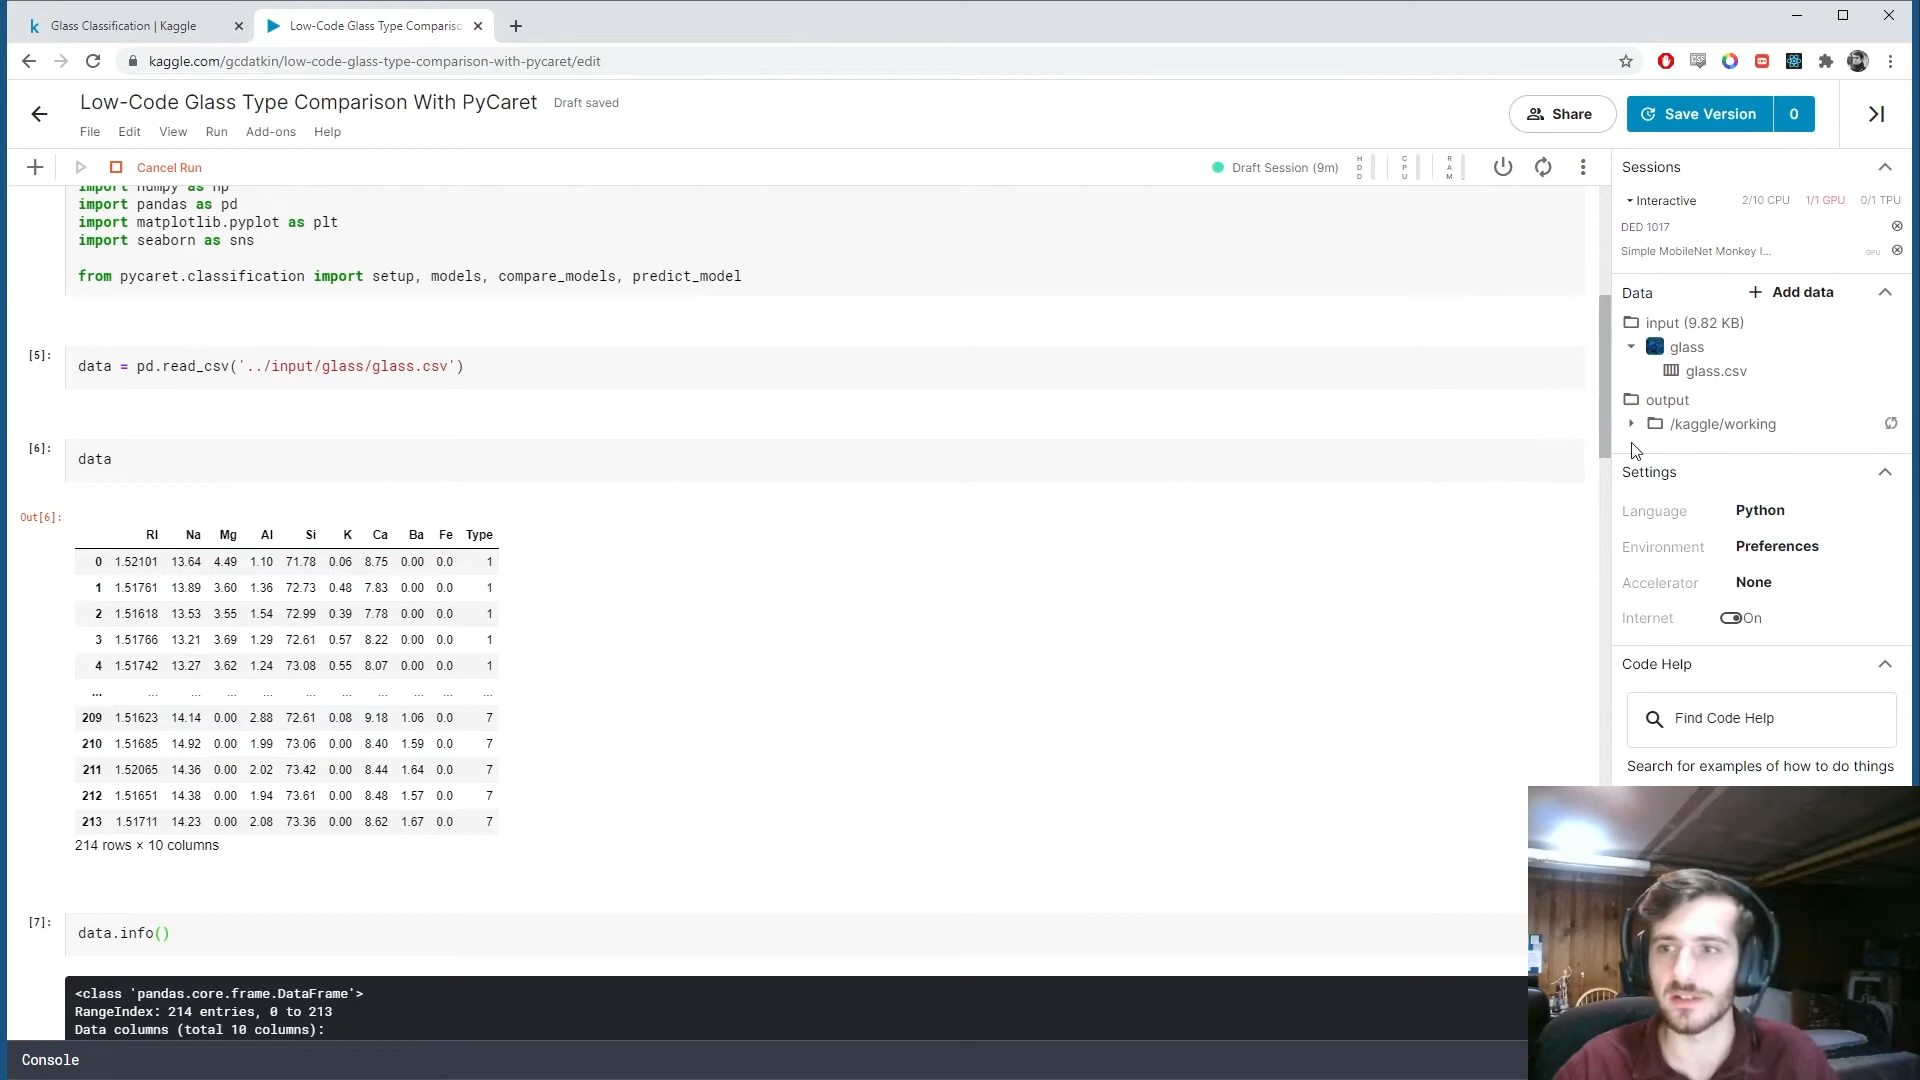 Glass Classification | Kaggle
Low-Code Glass Type Compariso
kaggle.com/gcdatkin/low-code-glass-type-comparison-with-pycaret/edit
Low-Code Glass Type Comparison With PyCaret Draft saved
File Edit View Run Add-ons Help
Share
Save Version 0
Cancel Run
Draft Session (9m) HDD CPU RAM
import numpy as np
import pandas as pd
import matplotlib.pyplot as plt
import seaborn as sns
from pycaret.classification import setup, models, compare_models, predict_model
[5]: data = pd.read_csv('../input/glass/glass.csv')
[6]: data
Out[6]:
RI Na Mg Al Si K Ca Ba Fe Type
0 1.52101 13.64 4.49 1.10 71.78 0.06 8.75 0.00 0.0 1
1 1.51761 13.89 3.60 1.36 72.73 0.48 7.83 0.00 0.0 1
2 1.51618 13.53 3.55 1.54 72.99 0.39 7.78 0.00 0.0 1
3 1.51766 13.21 3.69 1.29 72.61 0.57 8.22 0.00 0.0 1
4 1.51742 13.27 3.62 1.24 73.08 0.55 8.07 0.00 0.0 1
... ... ... ... ... ... ... ... ... ... ...
209 1.51623 14.14 0.00 2.88 72.61 0.08 9.18 1.06 0.0 7
210 1.51685 14.92 0.00 1.99 73.06 0.00 8.40 1.59 0.0 7
211 1.52065 14.36 0.00 2.02 73.42 0.00 8.44 1.64 0.0 7
212 1.51651 14.38 0.00 1.94 73.61 0.00 8.48 1.57 0.0 7
213 1.51711 14.23 0.00 2.08 73.36 0.00 8.62 1.67 0.0 7
214 rows × 10 columns
[7]: data.info()
<class 'pandas.core.frame.DataFrame'>
RangeIndex: 214 entries, 0 to 213
Data columns (total 10 columns):
Console
Sessions
Interactive 2/10 CPU 1/1 GPU 0/1 TPU
DED 1017
Simple MobileNet Monkey I... GPU
Data + Add data
input (9.82 KB)
glass
glass.csv
output
/kaggle/working
Settings
Language Python
Environment Preferences
Accelerator None
Internet On
Code Help
Find Code Help
Search for examples of how to do things